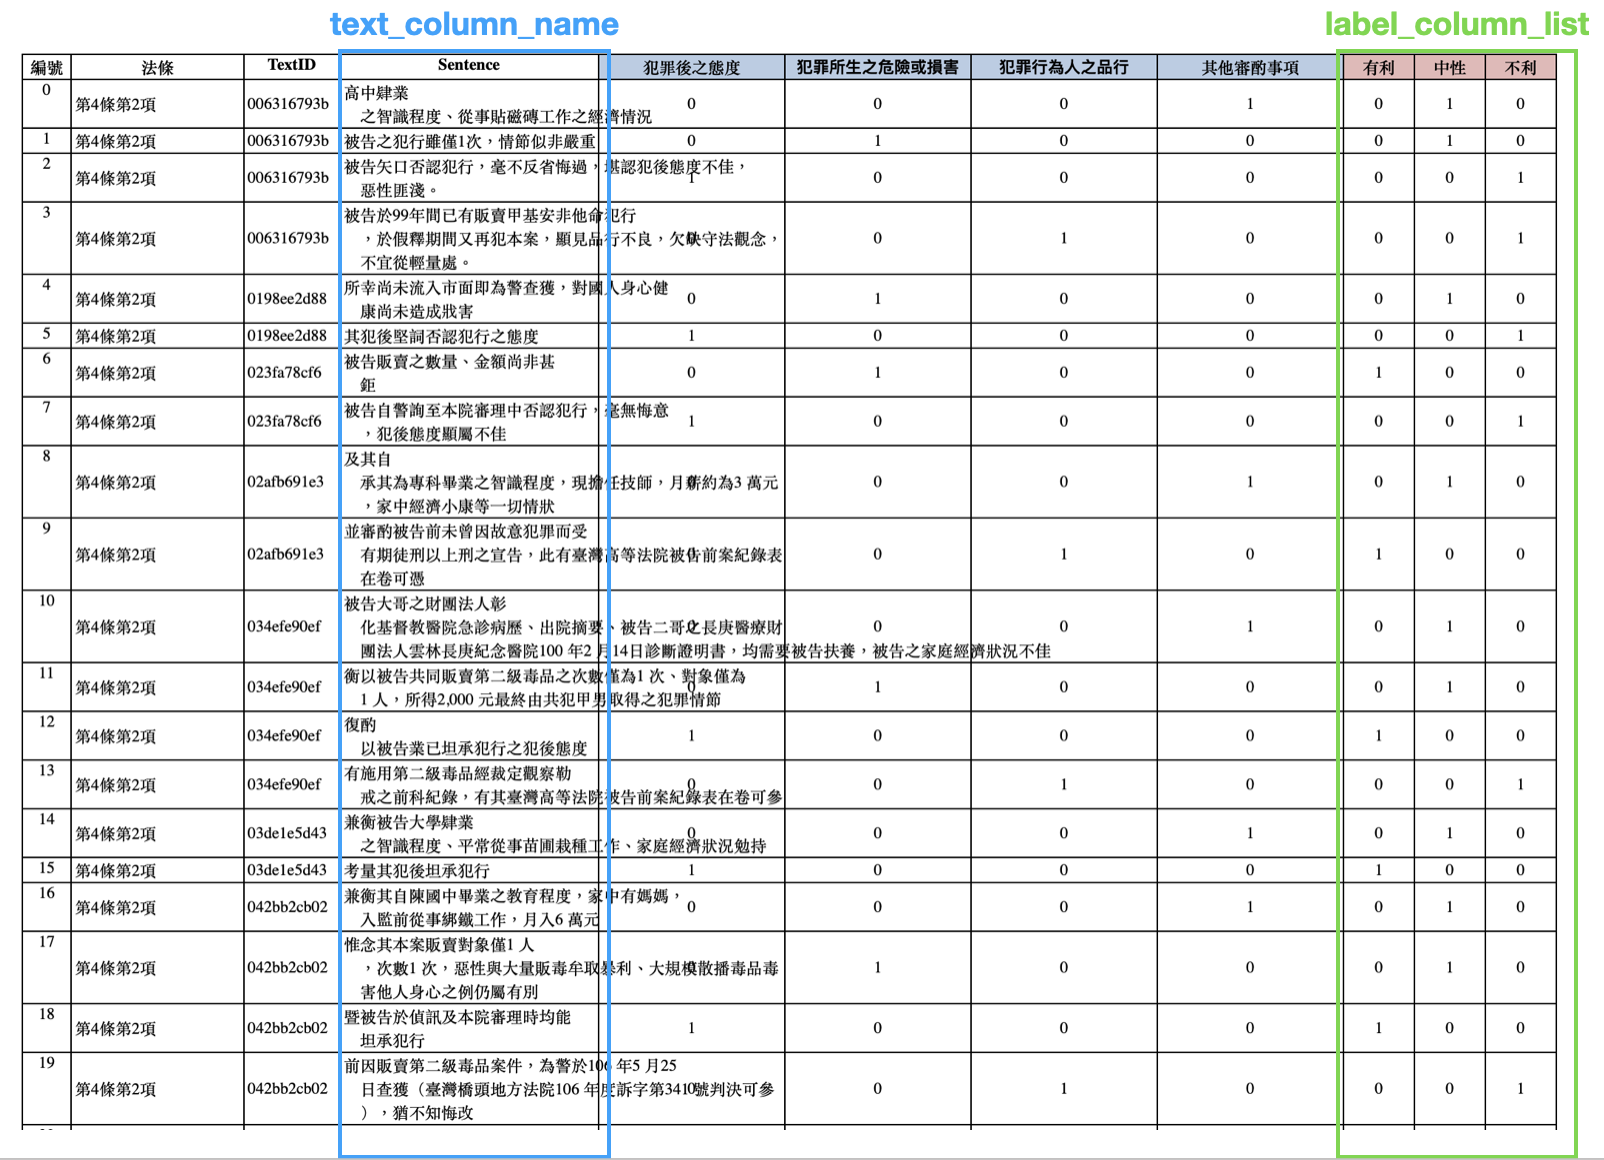 text_column_name label_column_list
編號 法條 TextID Sentence 犯罪後之態度 犯罪所生之危險或損害 犯罪行為人之品行 其他審酌事項 有利 中性 不利
0 第4條第2項 006316793b 高中肄業
之智識程度、從事貼磁磚工作之經濟情況 0 0 0 1 0 1 0
1 第4條第2項 006316793b 被告之犯行雖僅1次，情節似非嚴重 0 1 0 0 0 1 0
2 第4條第2項 006316793b 被告矢口否認犯行，毫不反省悔過，堪認犯後態度不佳，
惡性匪淺。 1 0 0 0 0 0 1
3 第4條第2項 006316793b 被告於99年間已有販賣甲基安非他命犯行
，於假釋期間又再犯本案，顯見品行不良，欠缺守法觀念，
不宜從輕量處。 0 0 1 0 0 0 1
4 第4條第2項 0198ee2d88 所幸尚未流入市面即為警查獲，對國人身心健
康尚未造成戕害 0 1 0 0 0 1 0
5 第4條第2項 0198ee2d88 其犯後堅詞否認犯行之態度 1 0 0 0 0 0 1
6 第4條第2項 023fa78cf6 被告販賣之數量、金額尚非甚
鉅 0 1 0 0 1 0 0
7 第4條第2項 023fa78cf6 被告自警詢至本院審理中否認犯行，毫無悔意
，犯後態度顯屬不佳 1 0 0 0 0 0 1
8 第4條第2項 02afb691e3 及其自
承其為專科畢業之智識程度，現擔任技師，月薪約為3 萬元
，家中經濟小康等一切情狀 0 0 0 1 0 1 0
9 第4條第2項 02afb691e3 並審酌被告前未曾因故意犯罪而受
有期徒刑以上刑之宣告，此有臺灣高等法院被告前案紀錄表
在卷可憑 0 0 1 0 1 0 0
10 第4條第2項 034efe90ef 被告大哥之財團法人彰
化基督教醫院急診病歷、出院摘要、被告二哥之長庚醫療財
團法人雲林長庚紀念醫院100 年2 月14日診斷證明書，均需要被告扶養，被告之家庭經濟狀況不佳 0 0 0 1 0 1 0
11 第4條第2項 034efe90ef 衡以被告共同販賣第二級毒品之次數僅為1 次、對象僅為
1 人，所得2,000 元最終由共犯甲男取得之犯罪情節 0 1 0 0 0 1 0
12 第4條第2項 034efe90ef 復酌
以被告業已坦承犯行之犯後態度 1 0 0 0 1 0 0
13 第4條第2項 034efe90ef 有施用第二級毒品經裁定觀察勒
戒之前科紀錄，有其臺灣高等法院被告前案紀錄表在卷可參 0 0 1 0 0 0 1
14 第4條第2項 03de1e5d43 兼衡被告大學肄業
之智識程度、平常從事苗圃栽種工作、家庭經濟狀況勉持 0 0 0 1 0 1 0
15 第4條第2項 03de1e5d43 考量其犯後坦承犯行 1 0 0 0 1 0 0
16 第4條第2項 042bb2cb02 兼衡其自陳國中畢業之教育程度，家中有媽媽，
入監前從事綁鐵工作，月入6 萬元 0 0 0 1 0 1 0
17 第4條第2項 042bb2cb02 惟念其本案販賣對象僅1 人
，次數1 次，惡性與大量販毒牟取暴利、大規模散播毒品毒
害他人身心之例仍屬有別 0 1 0 0 0 1 0
18 第4條第2項 042bb2cb02 暨被告於偵訊及本院審理時均能
坦承犯行 1 0 0 0 1 0 0
19 第4條第2項 042bb2cb02 前因販賣第二級毒品案件，為警於106 年5 月25
日查獲（臺灣橋頭地方法院106 年度訴字第341號判決可參
），猶不知悔改 0 0 1 0 0 0 1